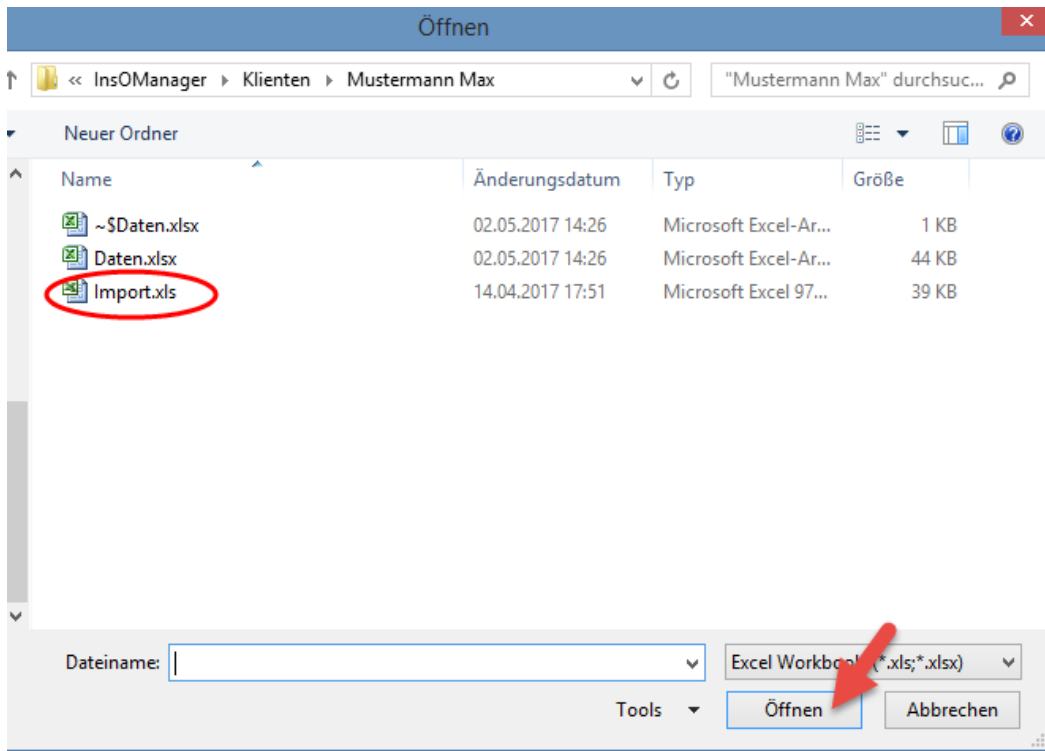 Öffnen
« InsOManager Klienten Mustermann Max "Mustermann Max" durchsuc...
Neuer Ordner
Name Änderungsdatum Typ Größe
~$Daten.xlsx 02.05.2017 14:26 Microsoft Excel-Ar... 1 KB
Daten.xlsx 02.05.2017 14:26 Microsoft Excel-Ar... 44 KB
Import.xls 14.04.2017 17:51 Microsoft Excel 97... 39 KB
Dateiname: Excel (*.xls;*.xlsx)
Tools Öffnen Abbrechen